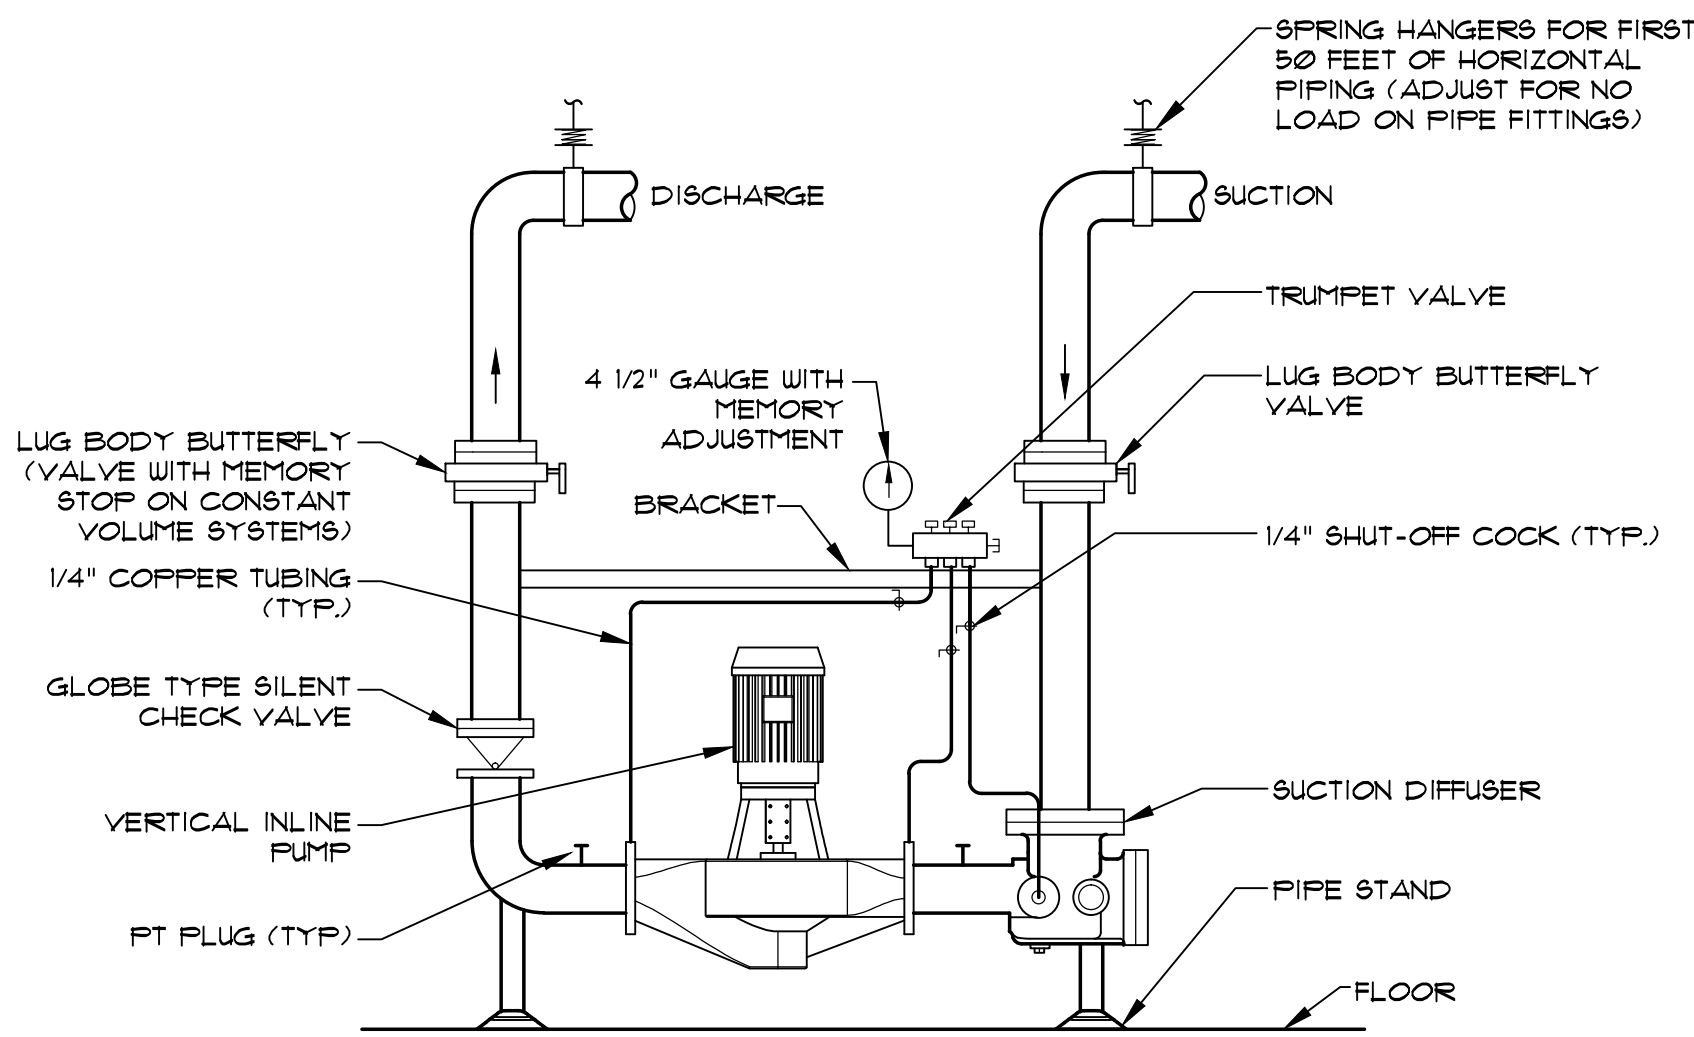 SPRING HANGERS FOR FIRST
50 FEET OF HORIZONTAL
PIPING (ADJUST FOR NO
LOAD ON PIPE FITTINGS)
DISCHARGE
SUCTION
TRUMPET VALVE
4 1/2" GAUGE WITH
MEMORY
ADJUSTMENT
LUG BODY BUTTERFLY
VALVE
LUG BODY BUTTERFLY
(VALVE WITH MEMORY
STOP ON CONSTANT
VOLUME SYSTEMS)
BRACKET
1/4" SHUT-OFF COCK (TYP.)
1/4" COPPER TUBING
(TYP.)
GLOBE TYPE SILENT
CHECK VALVE
SUCTION DIFFUSER
VERTICAL INLINE
PUMP
PIPE STAND
PT PLUG (TYP)
FLOOR